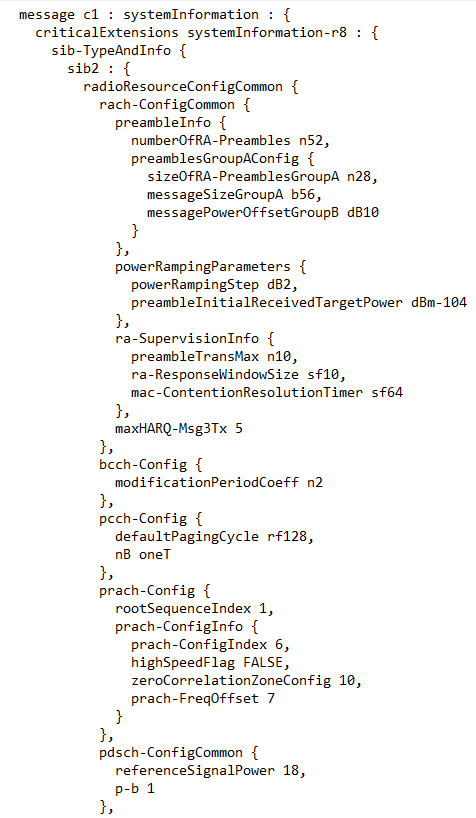 message c1 : systemInformation : {
criticalExtensions systemInformation-r8 : {
sib-TypeAndInfo {
sib2 : {
radioResourceConfigCommon {
rach-ConfigCommon {
preambleInfo {
numberOfRA-Preambles n52,
preamblesGroupAConfig {
sizeOfRA-PreamblesGroupA n28,
messageSizeGroupA b56,
messagePowerOffsetGroupB dB10
}
},
powerRampingParameters {
powerRampingStep dB2,
preambleInitialReceivedTargetPower dBm-104
},
ra-SupervisionInfo {
preambleTransMax n10,
ra-ResponseWindowSize sf10,
mac-ContentionResolutionTimer sf64
},
maxHARQ-Msg3Tx 5
},
bcch-Config {
modificationPeriodCoeff n2
},
pcch-Config {
defaultPagingCycle rf128,
nB oneT
},
prach-Config {
rootSequenceIndex 1,
prach-ConfigInfo {
prach-ConfigIndex 6,
highSpeedFlag FALSE,
zeroCorrelationZoneConfig 10,
prach-FreqOffset 7
}
},
pdsch-ConfigCommon {
referenceSignalPower 18,
p-b 1
},